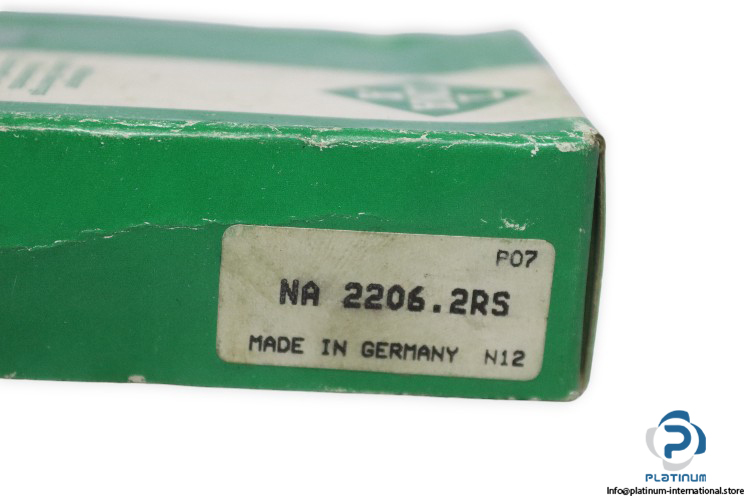 P07
NA 2206.2RS
MADE IN GERMANY N12
PLATINUM
Info@platinum-international.store